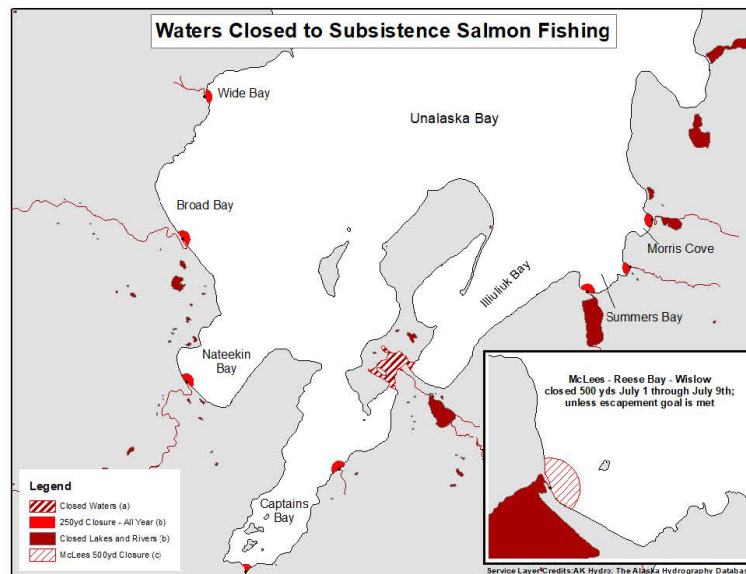 Waters Closed to Subsistence Salmon Fishing
Wide Bay
Unalaska Bay
Broad Bay
Morris Cove
Illiuliuk Bay
Summers Bay
Nateekin
Bay
McLees - Reese Bay - Wislow
closed 500 yds July 1 through July 9th;
unless escapement goal is met
Captains
Bay
Legend
Closed Waters (a)
250yd Closure - All Year (b)
Closed Lakes and Rivers (b)
McLees 500yd Closure (c)
Service Layer Credits: AK Hydro: The Alaska Hydrography Databas